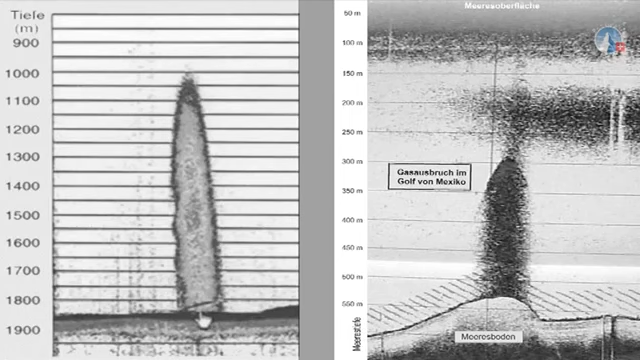 Tiefe
(m)
900
1000
1100
1200
1300
1400
1500
1600
1700
1800
1900
Meeresoberfläche
50 m
100 m
150 m
200 m
250 m
300 m
350 m
400 m
450 m
500 m
550 m
Gasausbruch im
Golf von Mexiko
Meeresboden
Meerestiefe